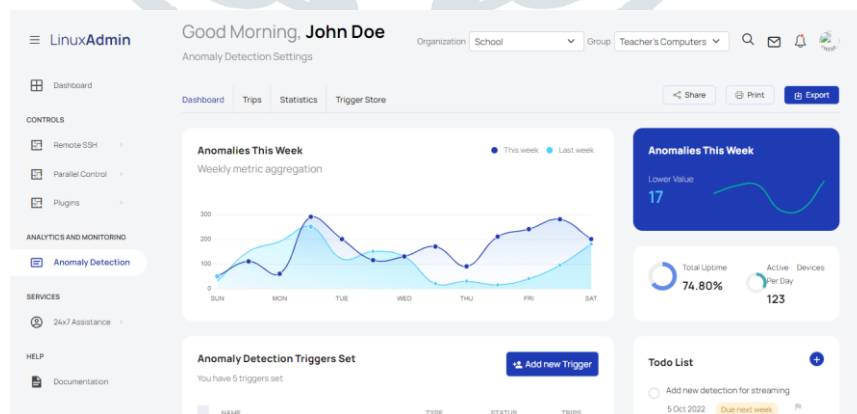 LinuxAdmin
Good Morning, John Doe
Anomaly Detection Settings
Organization School Group Teacher's Computers
Dashboard
CONTROLS
Remote SSH
Parallel Control
Plugins
ANALYTICS AND MONITORING
Anomaly Detection
SERVICES
24x7 Assistance
HELP
Documentation
Dashboard Trips Statistics Trigger Store
Share Print Export
Anomalies This Week
This week Last week
Weekly metric aggregation
300
200
100
0
SUN MON TUE WED THU FRI SAT
Anomalies This Week
Lower Value
17
Total Uptime
74.80%
Active Devices
Per Day
123
Anomaly Detection Triggers Set
You have 5 triggers set
Add new Trigger
NAME TYPE STATUS TRIPS
Todo List
Add new detection for streaming
5 Oct 2022 Due next week